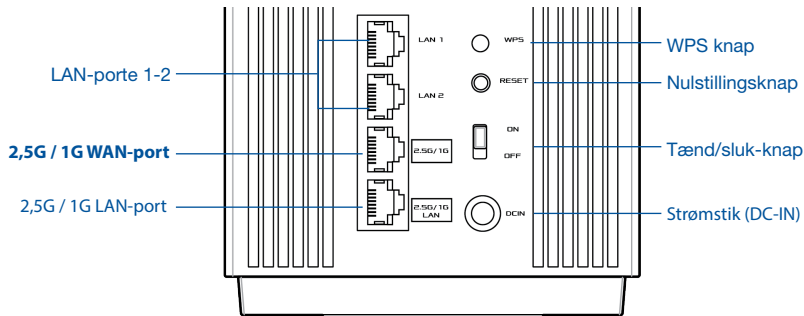 LAN-porte 1-2
2,5G / 1G WAN-port
2,5G / 1G LAN-port
LAN 1
LAN 2
2.5G/1G
2.5G/1G
LAN
WPS
RESET
ON
OFF
DCIN
WPS knap
Nulstillingsknap
Tænd/sluk-knap
Strømstik (DC-IN)